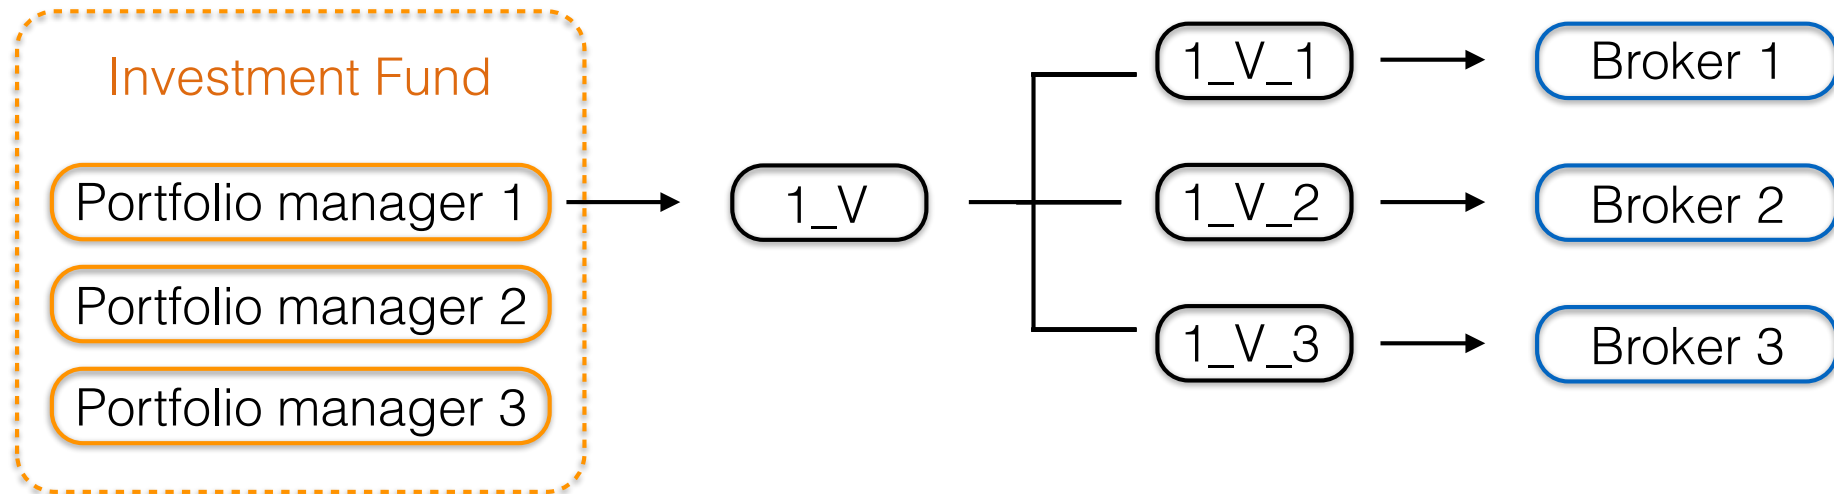 Investment Fund
Portfolio manager 1
Portfolio manager 2
Portfolio manager 3
1_V
1_V_1
1_V_2
1_V_3
Broker 1
Broker 2
Broker 3